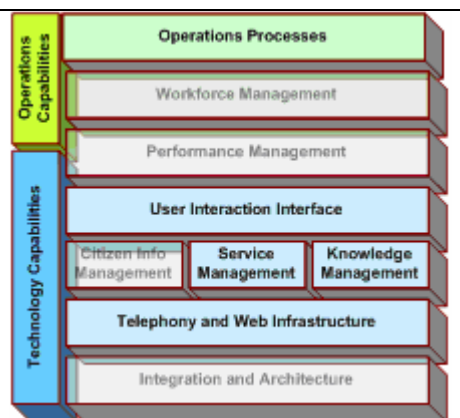 Operations
Capabilities
Operations Processes
Workforce Management
Performance Management
Technology Capabilities
User Interaction Interface
Citizen Info
Management
Service
Management
Knowledge
Management
Telephony and Web Infrastructure
Integration and Architecture